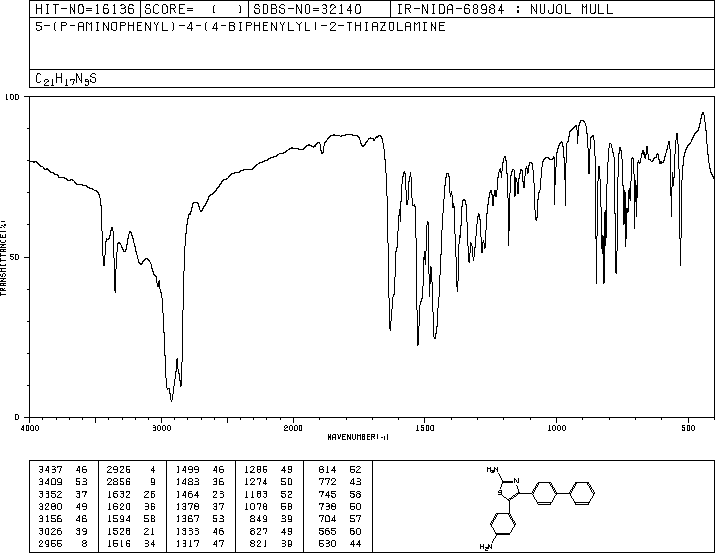 HIT-NO=16136 SCORE= ( ) SDBS-NO=32140 IR-NIDA-68984 : NUJOL MULL
5-(P-AMINOPHENYL)-4-(4-BIPHENYLYL)-2-THIAZOLAMINE
C21H17N3S
100
TRANSMITTANCE(%)
50
0
4000 3000 2000 1500 1000 500
WAVENUMBER(-1)
3437 46 2925 4 1499 46 1286 49 814 52
3409 53 2856 9 1483 36 1274 50 772 43
3352 37 1632 26 1464 23 1183 52 745 58
3280 49 1620 38 1378 37 1078 58 738 50
3156 46 1594 58 1367 53 849 39 704 57
3026 39 1528 21 1333 46 827 49 565 60
2955 8 1516 34 1317 47 821 39 530 44
H2N
N
S
H2N